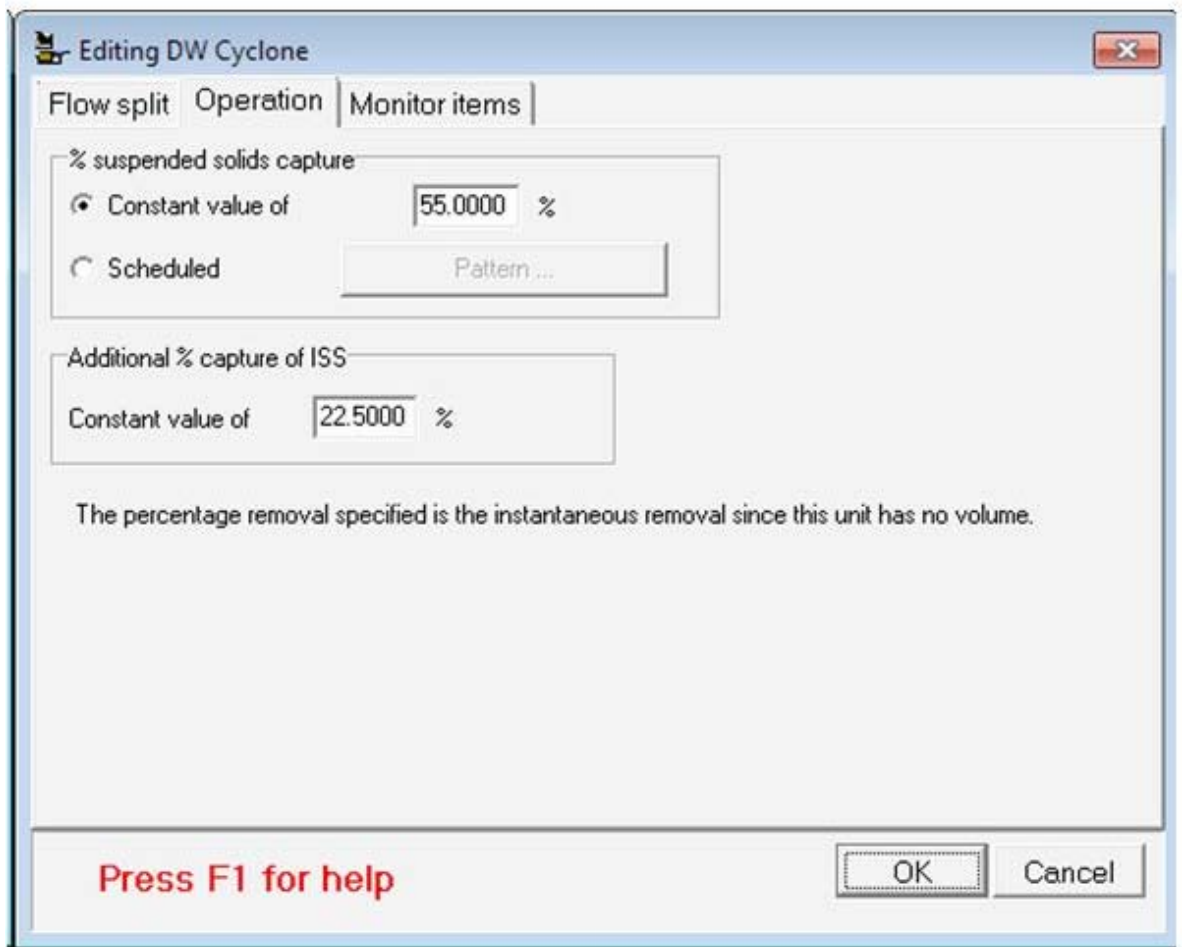 Editing DW Cyclone
Flow split Operation Monitor items
% suspended solids capture
Constant value of 55.0000 %
Scheduled Pattern ...
Additional % capture of ISS
Constant value of 22.5000 %
The percentage removal specified is the instantaneous removal since this unit has no volume.
Press F1 for help OK Cancel